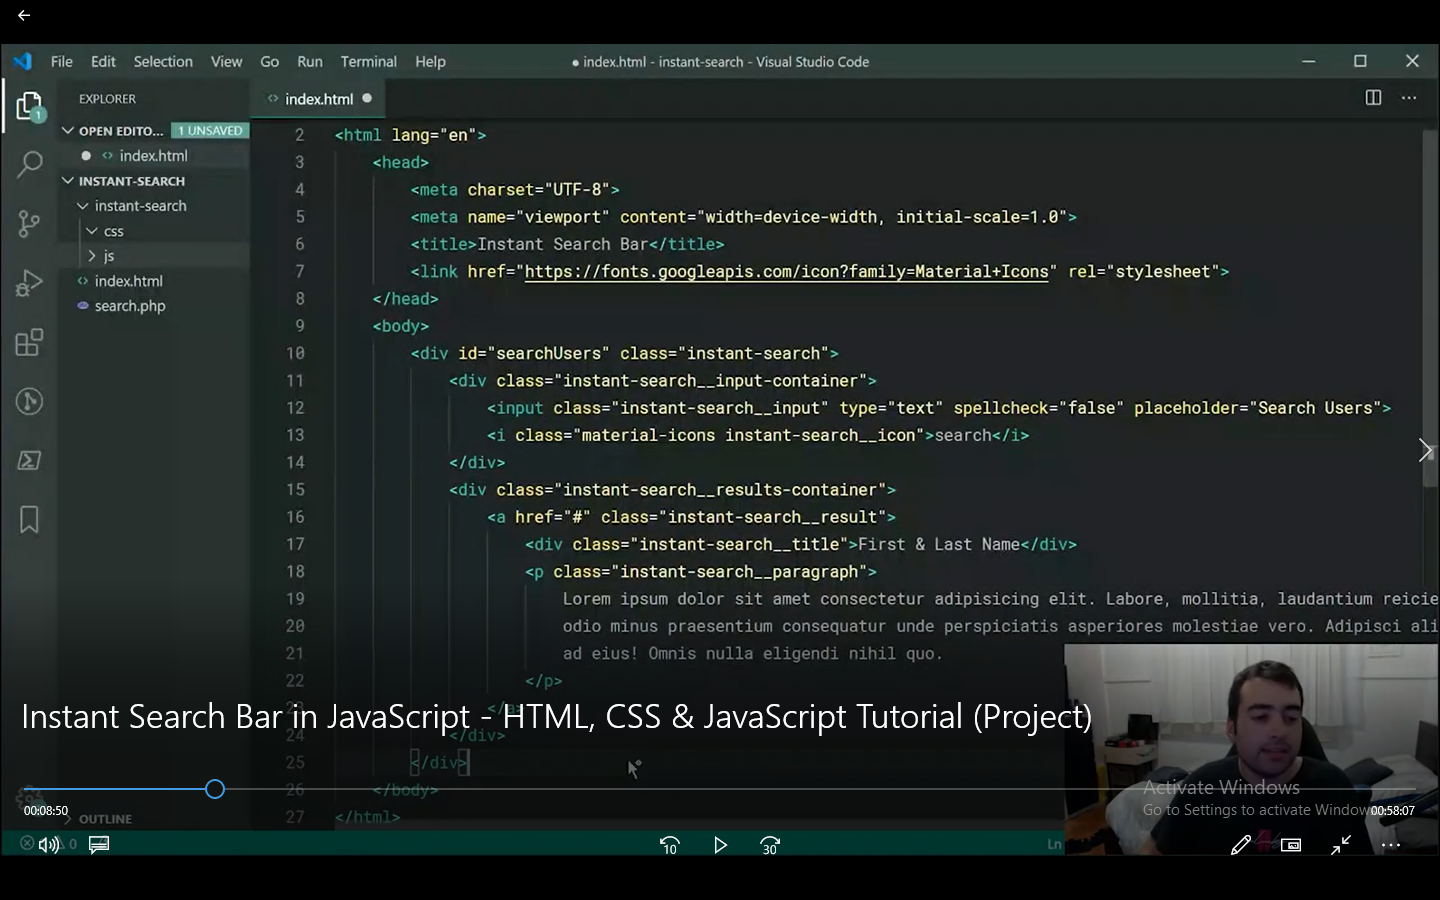 File Edit Selection View Go Run Terminal Help
● index.html - instant-search - Visual Studio Code
EXPLORER
index.html
OPEN EDITO... 1 UNSAVED
index.html
INSTANT-SEARCH
instant-search
css
js
index.html
search.php
OUTLINE
1
2 <html lang="en">
3 <head>
4 <meta charset="UTF-8">
5 <meta name="viewport" content="width=device-width, initial-scale=1.0">
6 <title>Instant Search Bar</title>
7 <link href="https://fonts.googleapis.com/icon?family=Material+Icons" rel="stylesheet">
8 </head>
9 <body>
10 <div id="searchUsers" class="instant-search">
11 <div class="instant-search__input-container">
12 <input class="instant-search__input" type="text" spellcheck="false" placeholder="Search Users">
13 <i class="material-icons instant-search__icon">search</i>
14 </div>
15 <div class="instant-search__results-container">
16 <a href="#" class="instant-search__result">
17 <div class="instant-search__title">First & Last Name</div>
18 <p class="instant-search__paragraph">
19 Lorem ipsum dolor sit amet consectetur adipisicing elit. Labore, mollitia, laudantium reicie
20 odio minus praesentium consequatur unde perspiciatis asperiores molestiae vero. Adipisci ali
21 ad eius! Omnis nulla eligendi nihil quo.
22 </p>
23 </a>
24 </div>
25 </div>
26 </body>
27 </html>
Instant Search Bar in JavaScript - HTML, CSS & JavaScript Tutorial (Project)
Activate Windows
Go to Settings to activate Window
00:08:50
00:58:07
0
10
30
Ln